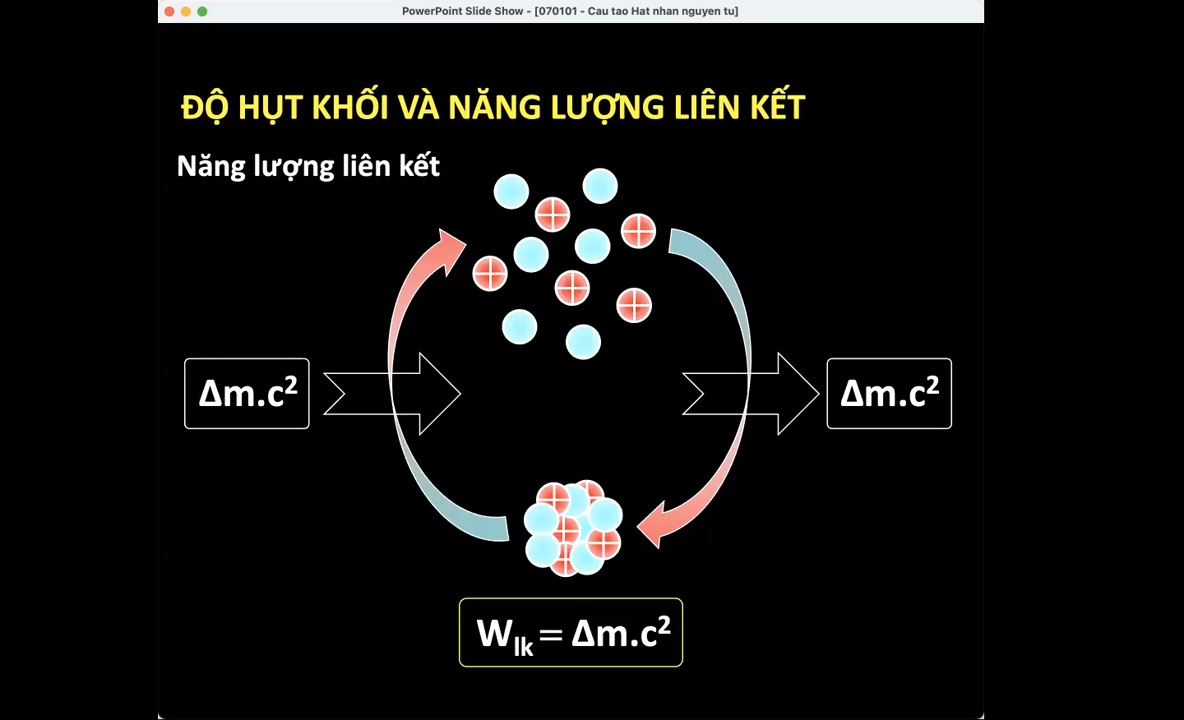 PowerPoint Slide Show - [070101 - Cau tao Hat nhan nguyen tu]
ĐỘ HỤT KHỐI VÀ NĂNG LƯỢNG LIÊN KẾT
Năng lượng liên kết
Δm.c²
Δm.c²
Wlk = Δm.c²